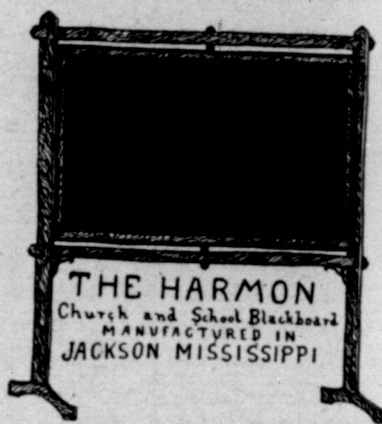 THE HARMON
Church and School Blackboard
MANUFACTURED IN
JACKSON MISSISSIPPI